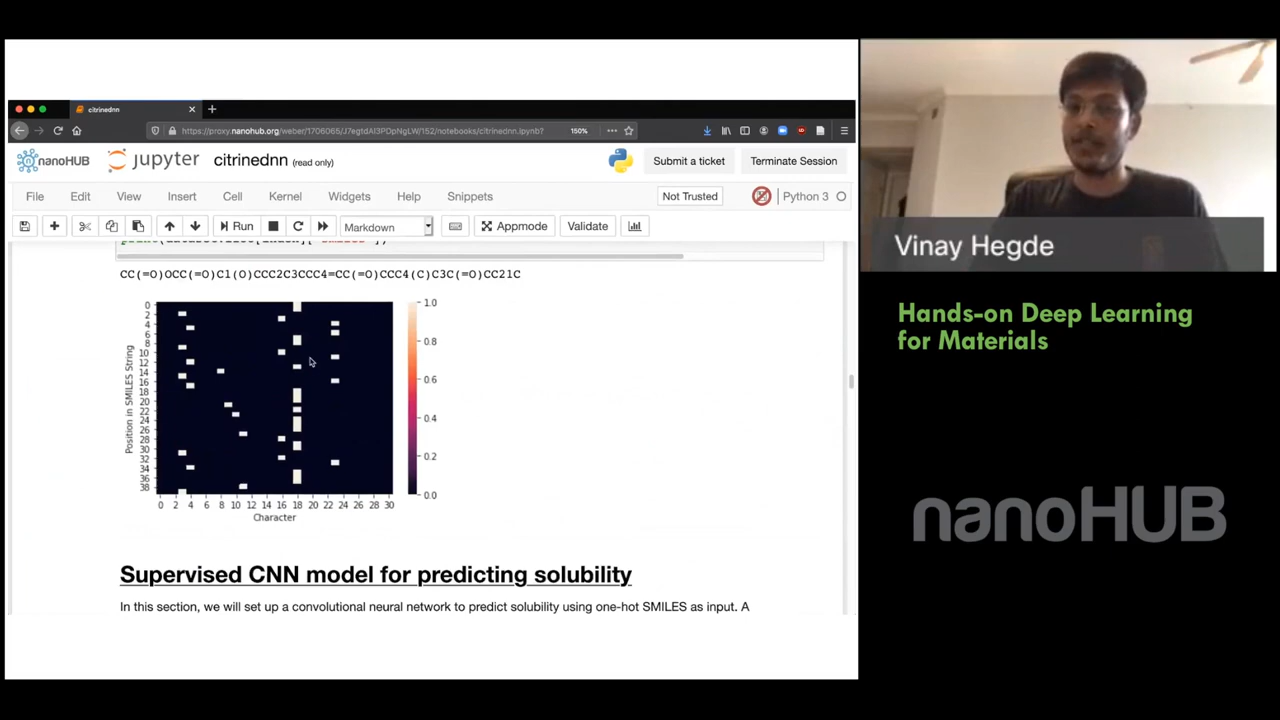 citrinednn
https://proxy.nanohub.org/weber/1706065/J7egtdAI3PDpNgLW/152/notebooks/citrinednn.ipynb?
150%
nanoHUB
jupyter
citrinednn (read only)
Submit a ticket
Terminate Session
File Edit View Insert Cell Kernel Widgets Help Snippets
Not Trusted
Python 3
Run
Markdown
Appmode
Validate
CC(=O)OCC(=O)C1(O)CCC2C3CCC4=CC(=O)CCC4(C)C3C(=O)CC21C
Position in SMILES String
0
2
4
6
8
10
12
14
16
18
20
22
24
26
28
30
32
34
36
38
0 2 4 6 8 10 12 14 16 18 20 22 24 26 28 30
Character
1.0
0.8
0.6
0.4
0.2
0.0
Supervised CNN model for predicting solubility
In this section, we will set up a convolutional neural network to predict solubility using one-hot SMILES as input. A
Vinay Hegde
Hands-on Deep Learning
for Materials
nanoHUB